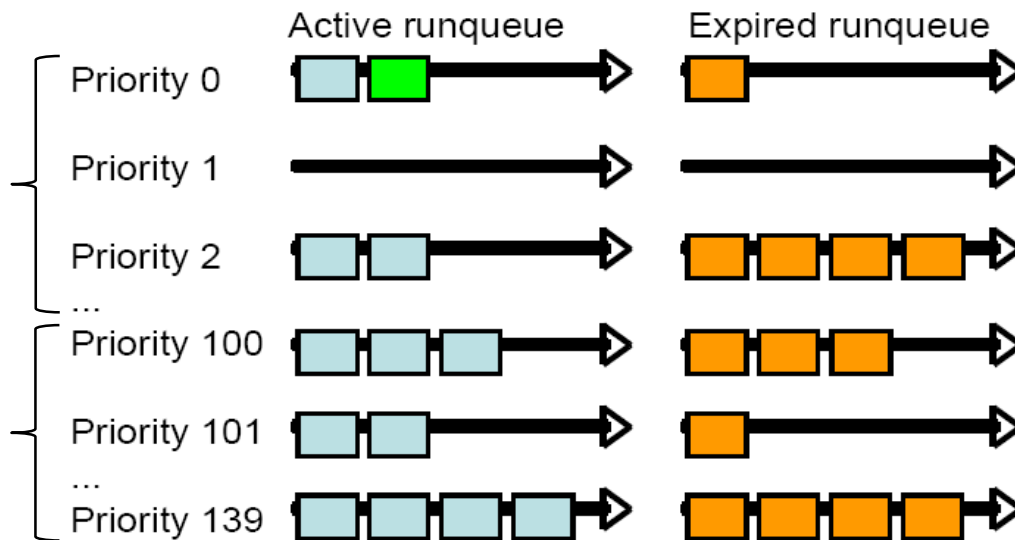 Active runqueue Expired runqueue
Priority 0
Priority 1
Priority 2
...
Priority 100
Priority 101
...
Priority 139